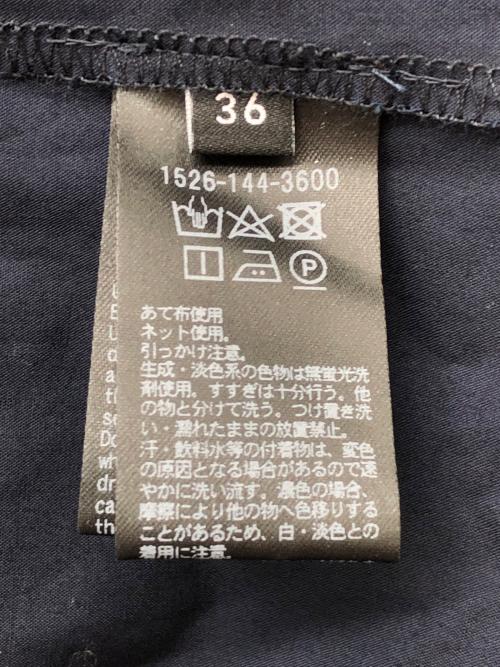 36
1526-144-3600
P
あて布使用
ネット使用。
引っかけ注意。
生成・淡色系の色物は無蛍光洗
剤使用。すすぎは十分行う。他
の物と分けて洗う。つけ置き洗
い・濡れたままの放置禁止。
汗・飲料水等の付着物は、変色
の原因となる場合があるので速
やかに洗い流す。濃色の場合、
摩擦により他の物へ色移りする
ことがあるため、白・淡色との
着用に注意。